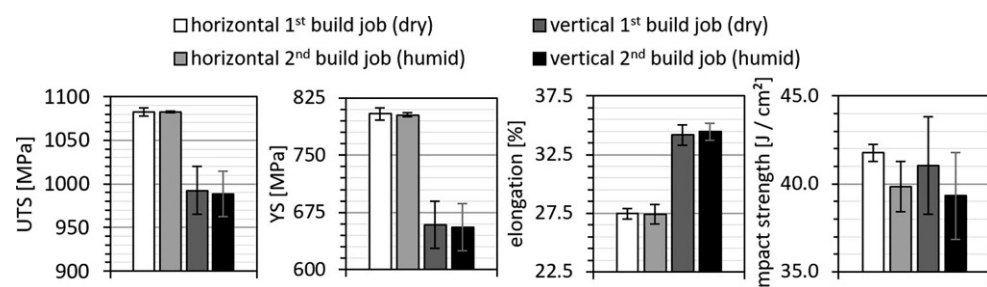 horizontal 1st build job (dry)
vertical 1st build job (dry)
horizontal 2nd build job (humid)
vertical 2nd build job (humid)
UTS [MPa]
1100
1050
1000
950
900
YS [MPa]
825
750
675
600
elongation [%]
37.5
32.5
27.5
22.5
mpact strength [J / cm²]
45.0
40.0
35.0